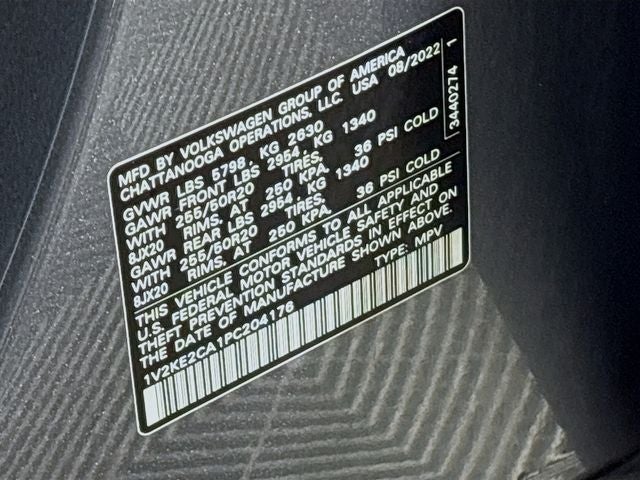 MFD BY VOLKSWAGEN GROUP OF AMERICA
CHATTANOOGA OPERATIONS, LLC. USA 08/2022
GVWR LBS 5798, KG 2630
GAWR FRONT LBS 2954, KG 1340
WITH 255/50R20 TIRES,
8JX20 RIMS, AT 250 KPA, 36 PSI COLD
GAWR REAR LBS 2954, KG 1340
WITH 255/50R20 TIRES,
8JX20 RIMS, AT 250 KPA, 36 PSI COLD
THIS VEHICLE CONFORMS TO ALL APPLICABLE
U.S. FEDERAL MOTOR VEHICLE SAFETY AND
THEFT PREVENTION STANDARDS IN EFFECT ON
THE DATE OF MANUFACTURE SHOWN ABOVE.
1V2KE2CA1PC204176 TYPE: MPV
3440274 1